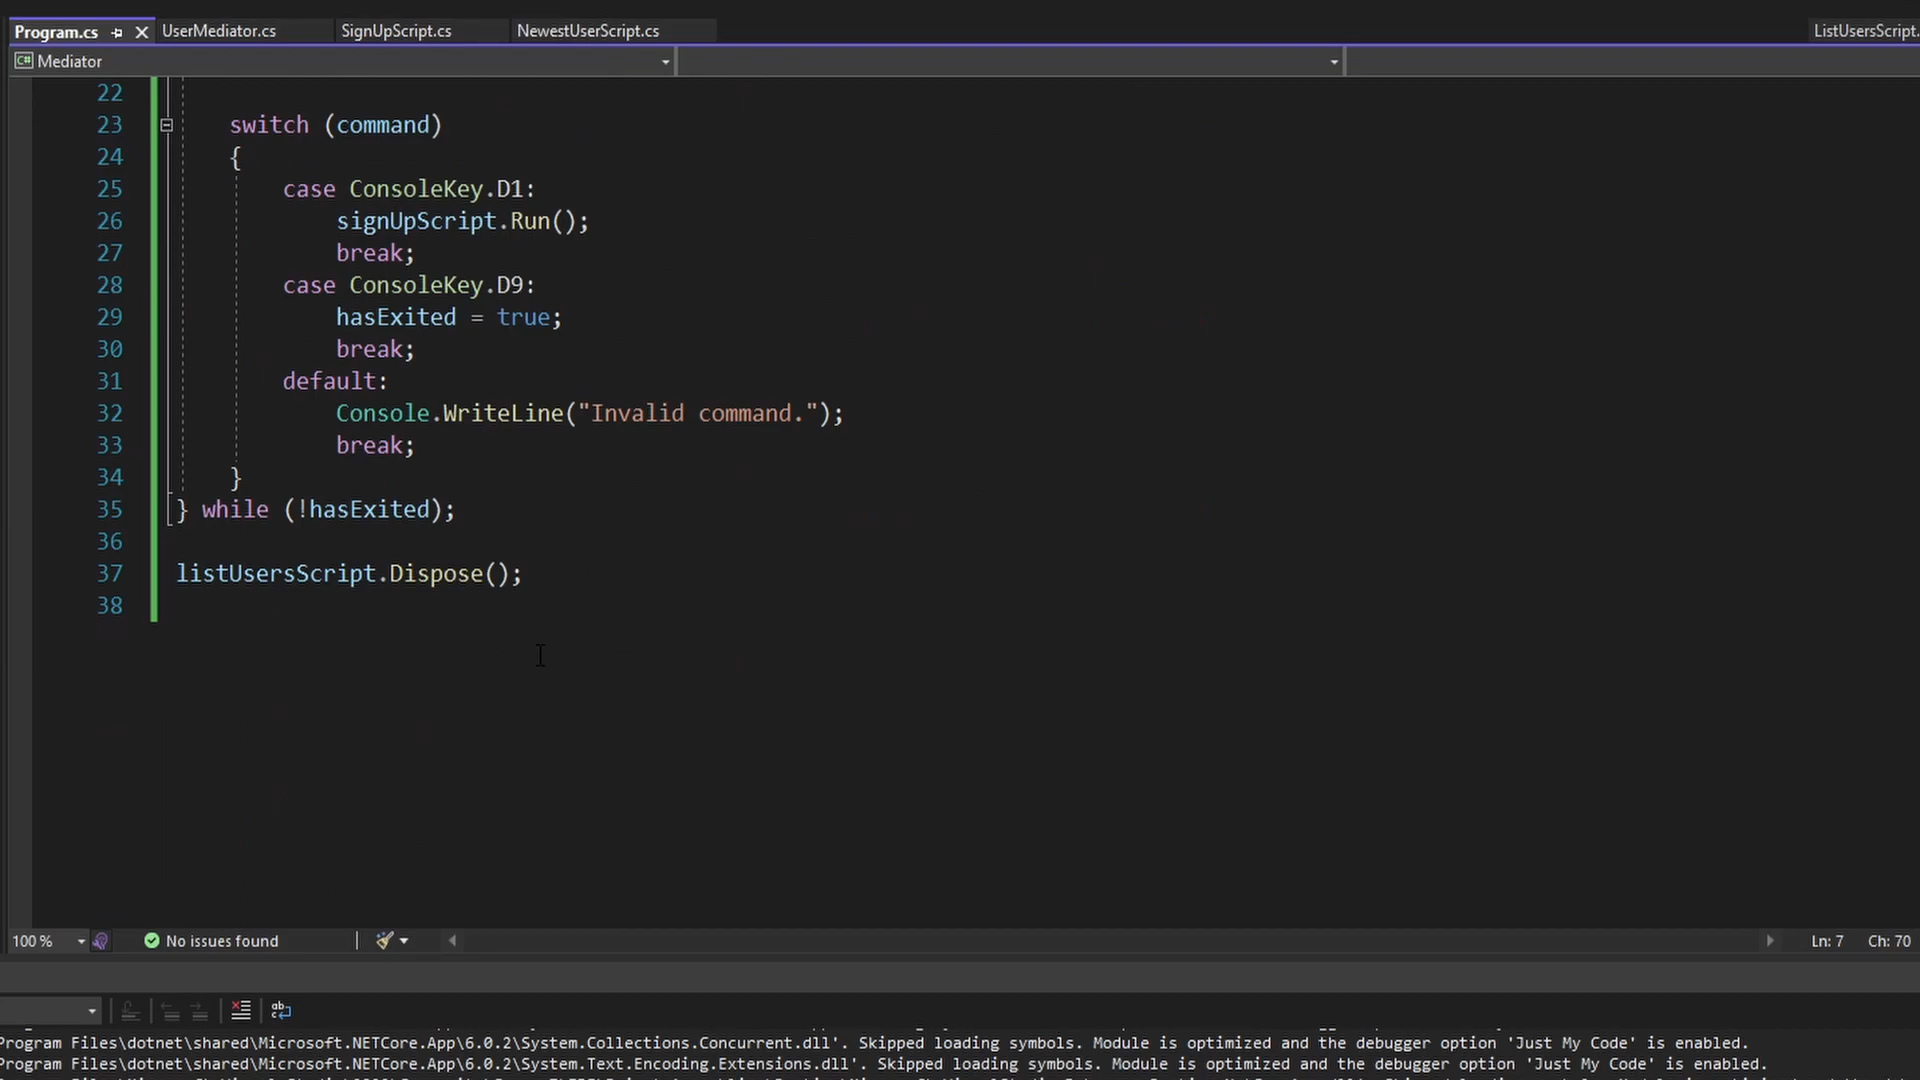 Program.cs UserMediator.cs SignUpScript.cs NewestUserScript.cs ListUsersScript.
C# Mediator
22
23 switch (command)
24 {
25 case ConsoleKey.D1:
26 signUpScript.Run();
27 break;
28 case ConsoleKey.D9:
29 hasExited = true;
30 break;
31 default:
32 Console.WriteLine("Invalid command.");
33 break;
34 }
35 } while (!hasExited);
36
37 listUsersScript.Dispose();
38
100 % No issues found Ln: 7 Ch: 70
Program Files\dotnet\shared\Microsoft.NETCore.App\6.0.2\System.Collections.Concurrent.dll'. Skipped loading symbols. Module is optimized and the debugger option 'Just My Code' is enabled.
Program Files\dotnet\shared\Microsoft.NETCore.App\6.0.2\System.Text.Encoding.Extensions.dll'. Skipped loading symbols. Module is optimized and the debugger option 'Just My Code' is enabled.